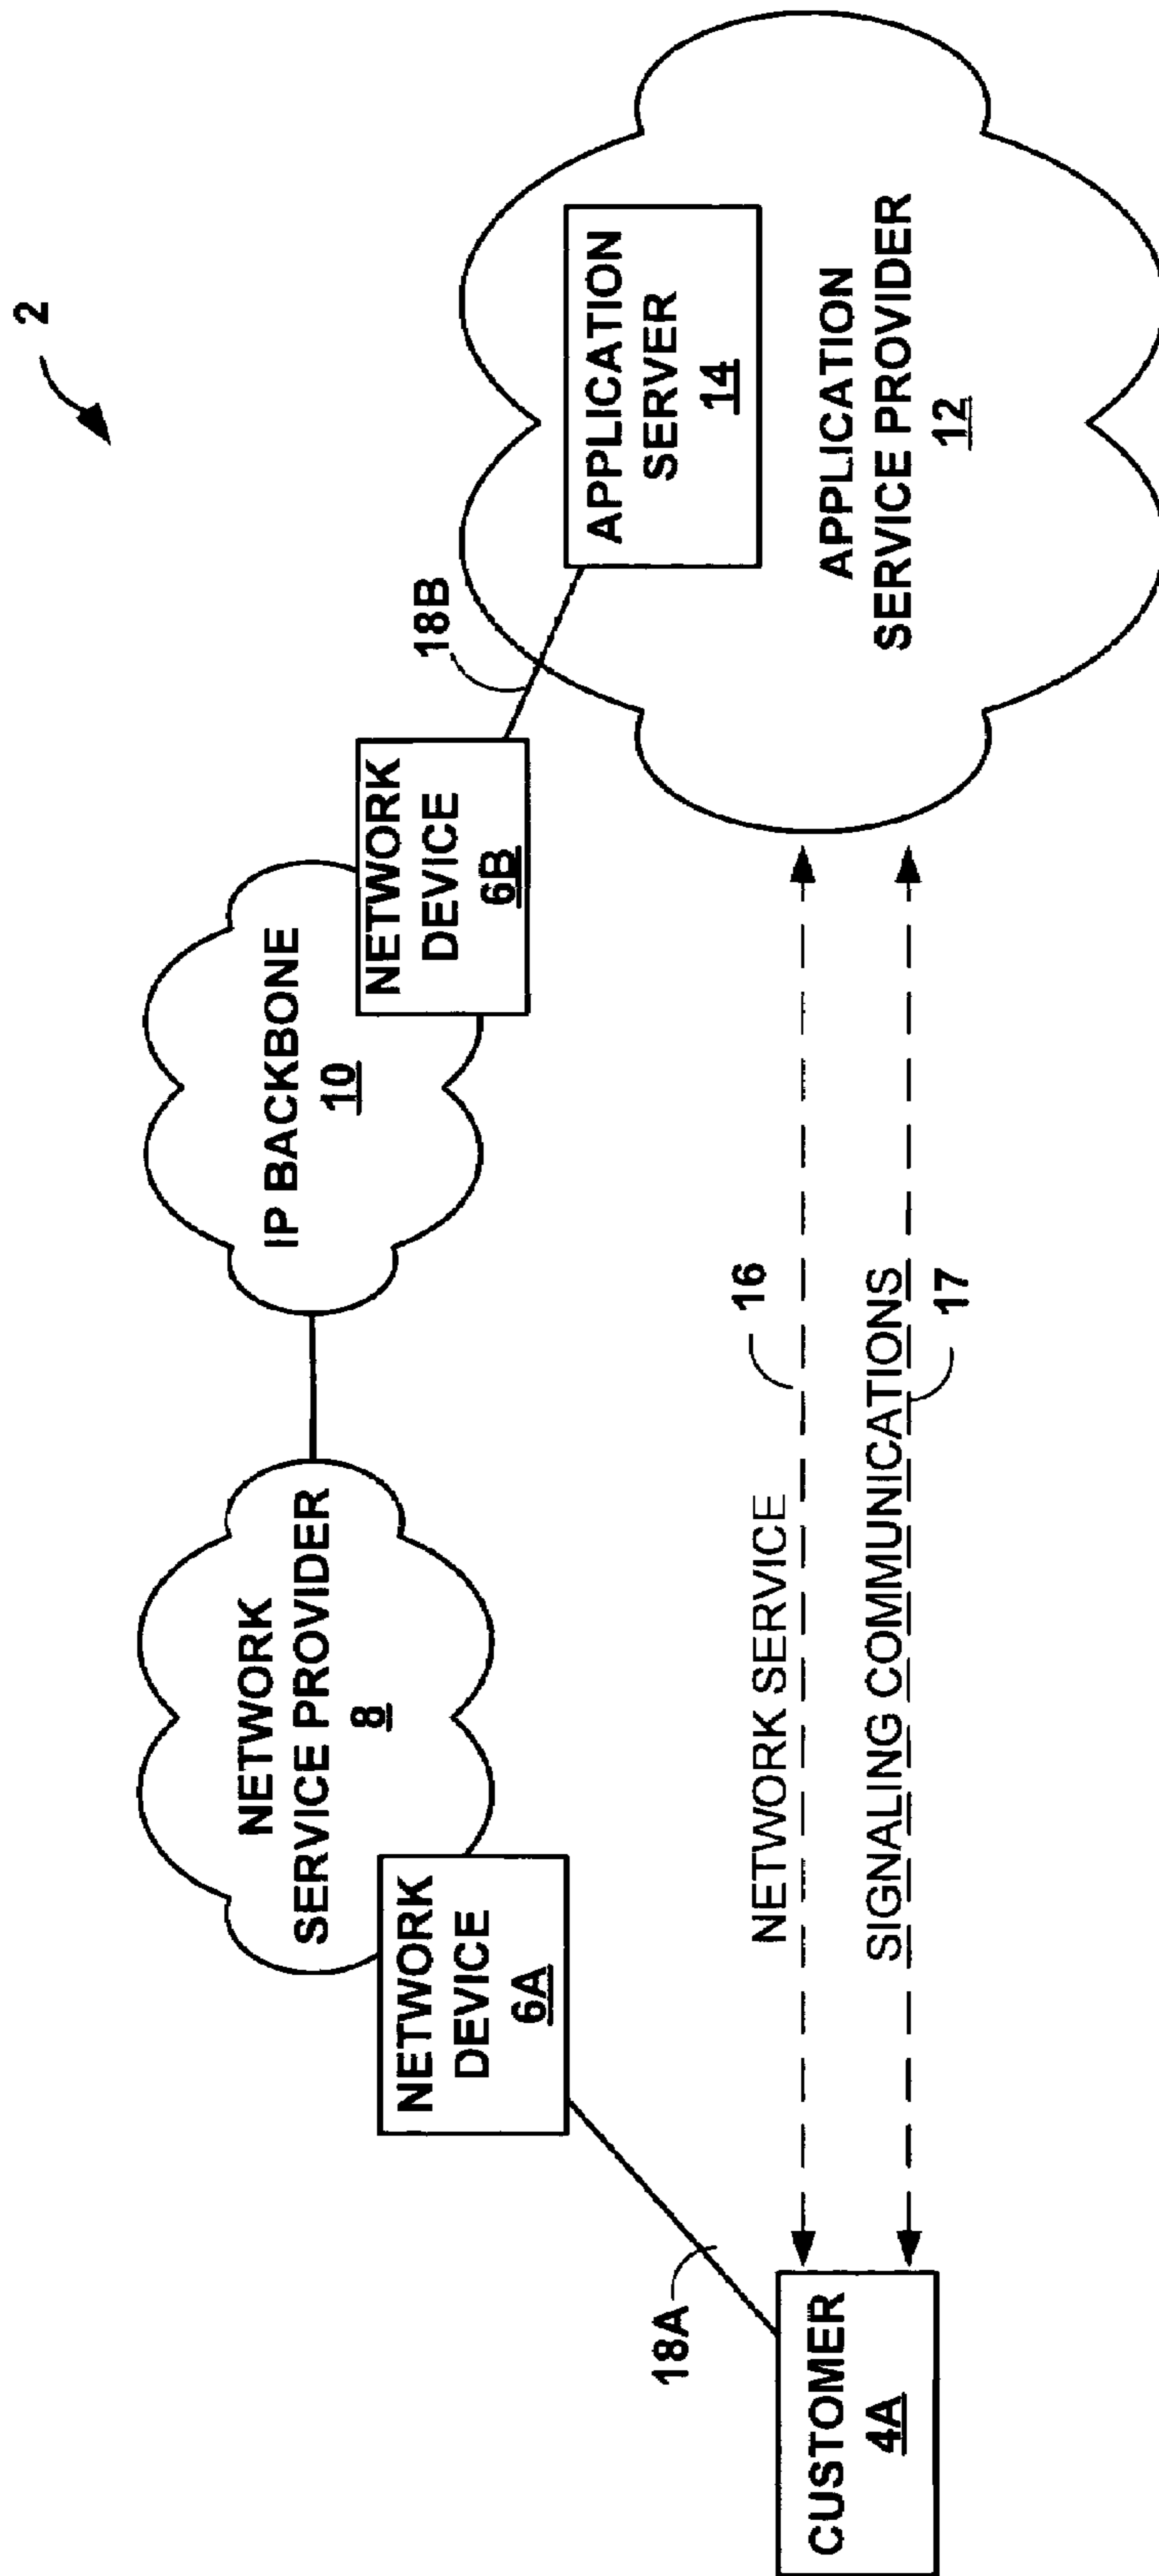 2
NETWORK
SERVICE PROVIDER
8
IP BACKBONE
10
NETWORK
DEVICE
6A
NETWORK
DEVICE
6B
18A
18B
APPLICATION
SERVER
14
APPLICATION
SERVICE PROVIDER
12
NETWORK SERVICE
16
SIGNALING COMMUNICATIONS
17
CUSTOMER
4A